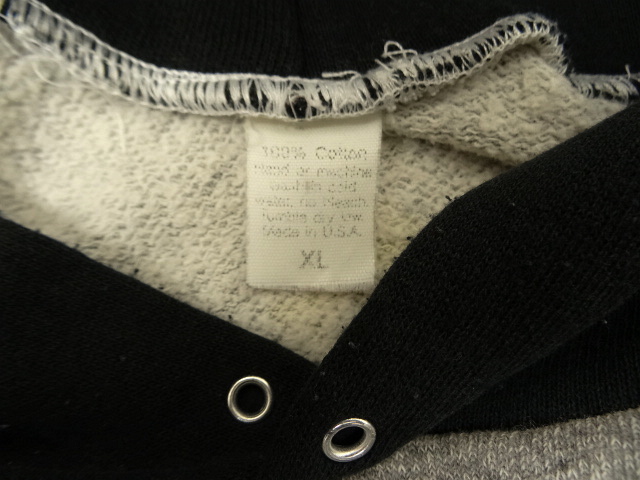 100% Cotton
Hand or machine
wash in cold
water, no bleach.
Tumble dry low.
Made in U.S.A.
XL